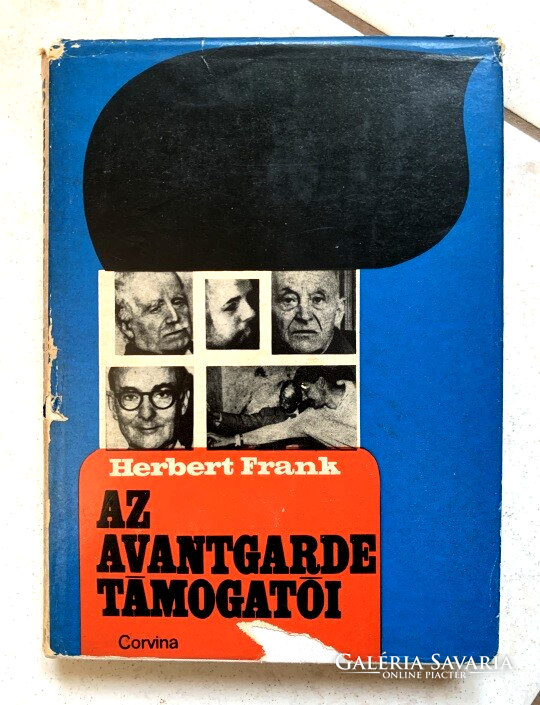 Herbert Frank
AZ
AVANTGARDE
TÁMOGATÓI
Corvina
GALÉRIA SAVARIA
ONLINE PIACTÉR